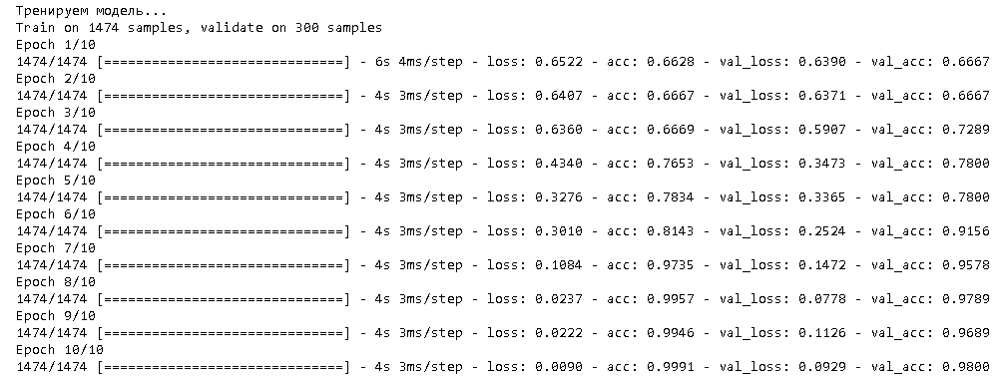 Тренируем модель...
Train on 1474 samples, validate on 300 samples
Epoch 1/10
1474/1474 [==============================] - 6s 4ms/step - loss: 0.6522 - acc: 0.6628 - val_loss: 0.6390 - val_acc: 0.6667
Epoch 2/10
1474/1474 [==============================] - 4s 3ms/step - loss: 0.6407 - acc: 0.6667 - val_loss: 0.6371 - val_acc: 0.6667
Epoch 3/10
1474/1474 [==============================] - 4s 3ms/step - loss: 0.6360 - acc: 0.6669 - val_loss: 0.5907 - val_acc: 0.7289
Epoch 4/10
1474/1474 [==============================] - 4s 3ms/step - loss: 0.4340 - acc: 0.7653 - val_loss: 0.3473 - val_acc: 0.7800
Epoch 5/10
1474/1474 [==============================] - 4s 3ms/step - loss: 0.3276 - acc: 0.7834 - val_loss: 0.3365 - val_acc: 0.7800
Epoch 6/10
1474/1474 [==============================] - 4s 3ms/step - loss: 0.3010 - acc: 0.8143 - val_loss: 0.2524 - val_acc: 0.9156
Epoch 7/10
1474/1474 [==============================] - 4s 3ms/step - loss: 0.1084 - acc: 0.9735 - val_loss: 0.1472 - val_acc: 0.9578
Epoch 8/10
1474/1474 [==============================] - 4s 3ms/step - loss: 0.0237 - acc: 0.9957 - val_loss: 0.0778 - val_acc: 0.9789
Epoch 9/10
1474/1474 [==============================] - 4s 3ms/step - loss: 0.0222 - acc: 0.9946 - val_loss: 0.1126 - val_acc: 0.9689
Epoch 10/10
1474/1474 [==============================] - 4s 3ms/step - loss: 0.0090 - acc: 0.9991 - val_loss: 0.0929 - val_acc: 0.9800